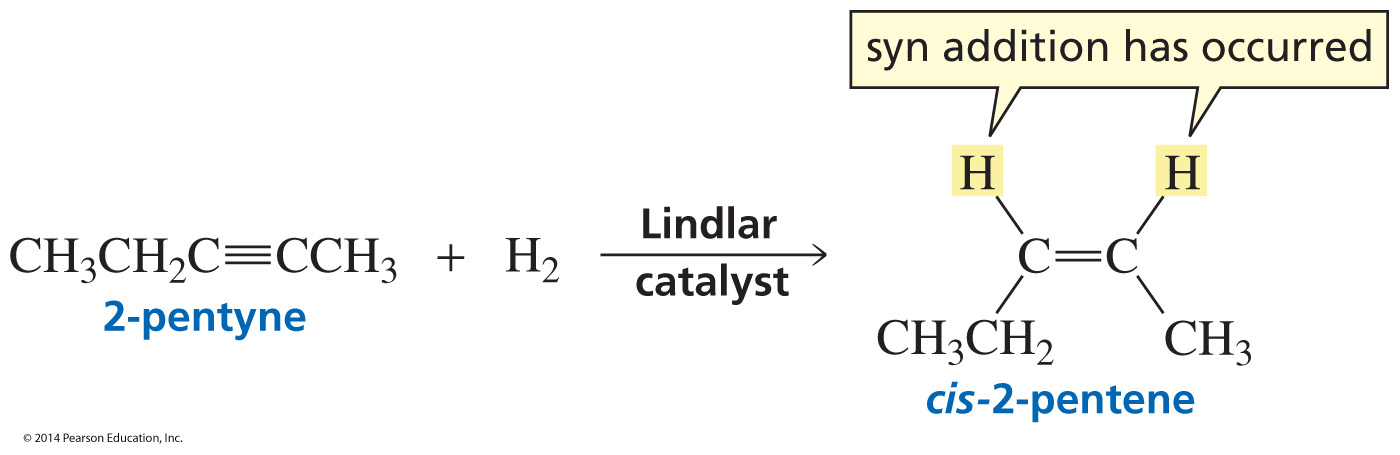 syn addition has occurred
H H
CH₃CH₂C≡CCH₃ + H₂ Lindlar catalyst C=C
CH₃CH₂ CH₃
2-pentyne
cis-2-pentene
© 2014 Pearson Education, Inc.